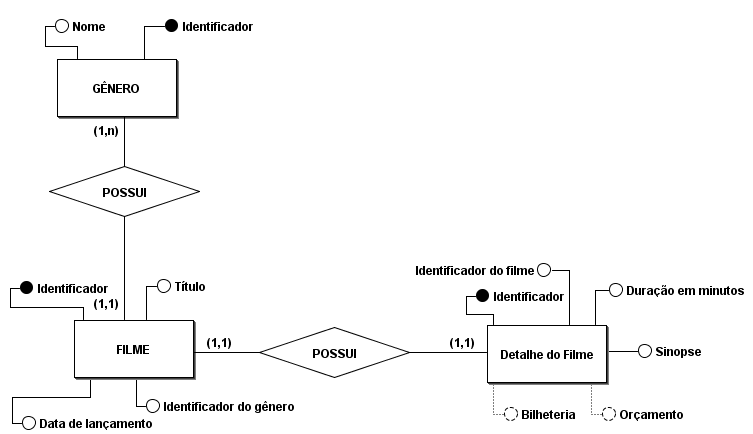 Nome
Identificador
GÊNERO
(1,n)
POSSUI
Identificador
Título
(1,1)
FILME
(1,1)
POSSUI
(1,1)
Identificador do filme
Identificador
Duração em minutos
Detalhe do Filme
Sinopse
Data de lançamento
Identificador do gênero
Bilheteria
Orçamento